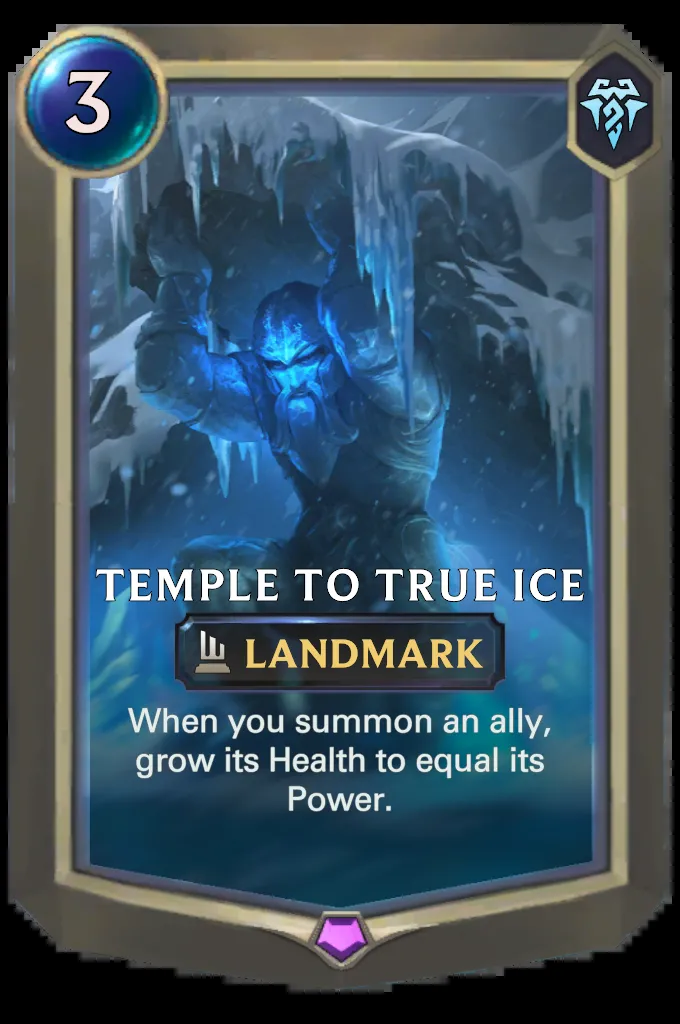 3
TEMPLE TO TRUE ICE
LANDMARK
When you summon an ally,
grow its Health to equal its
Power.